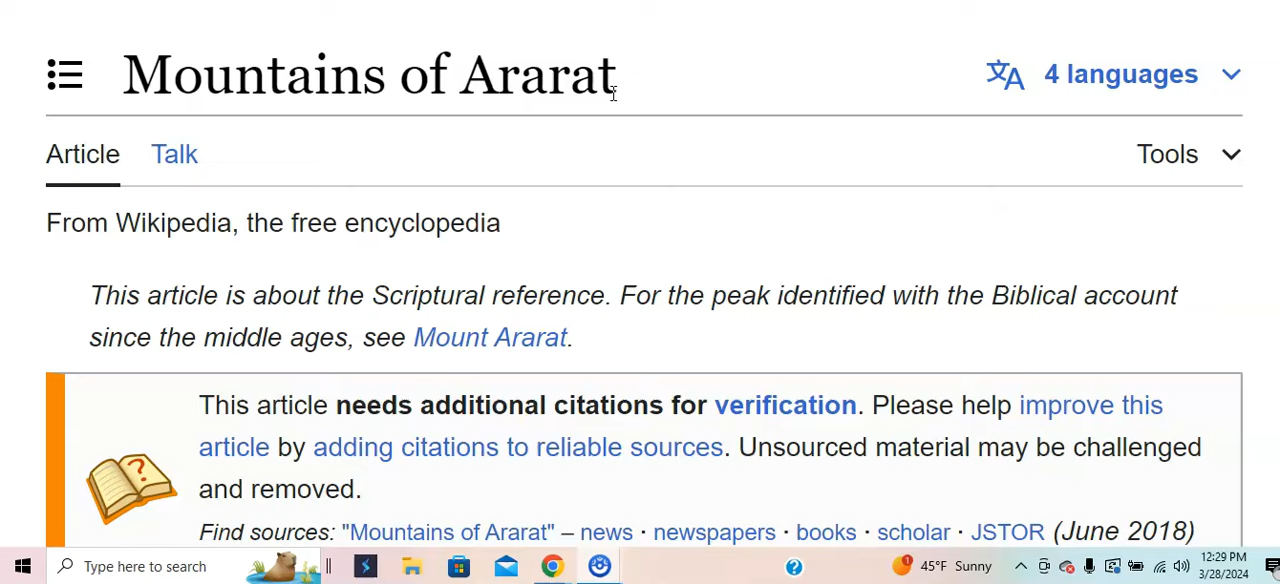 Mountains of Ararat
4 languages
Article Talk
Tools
From Wikipedia, the free encyclopedia
This article is about the Scriptural reference. For the peak identified with the Biblical account
since the middle ages, see Mount Ararat.
This article needs additional citations for verification. Please help improve this
article by adding citations to reliable sources. Unsourced material may be challenged
and removed.
Find sources: "Mountains of Ararat" – news · newspapers · books · scholar · JSTOR (June 2018)
Type here to search
1
45°F Sunny
12:29 PM
3/28/2024